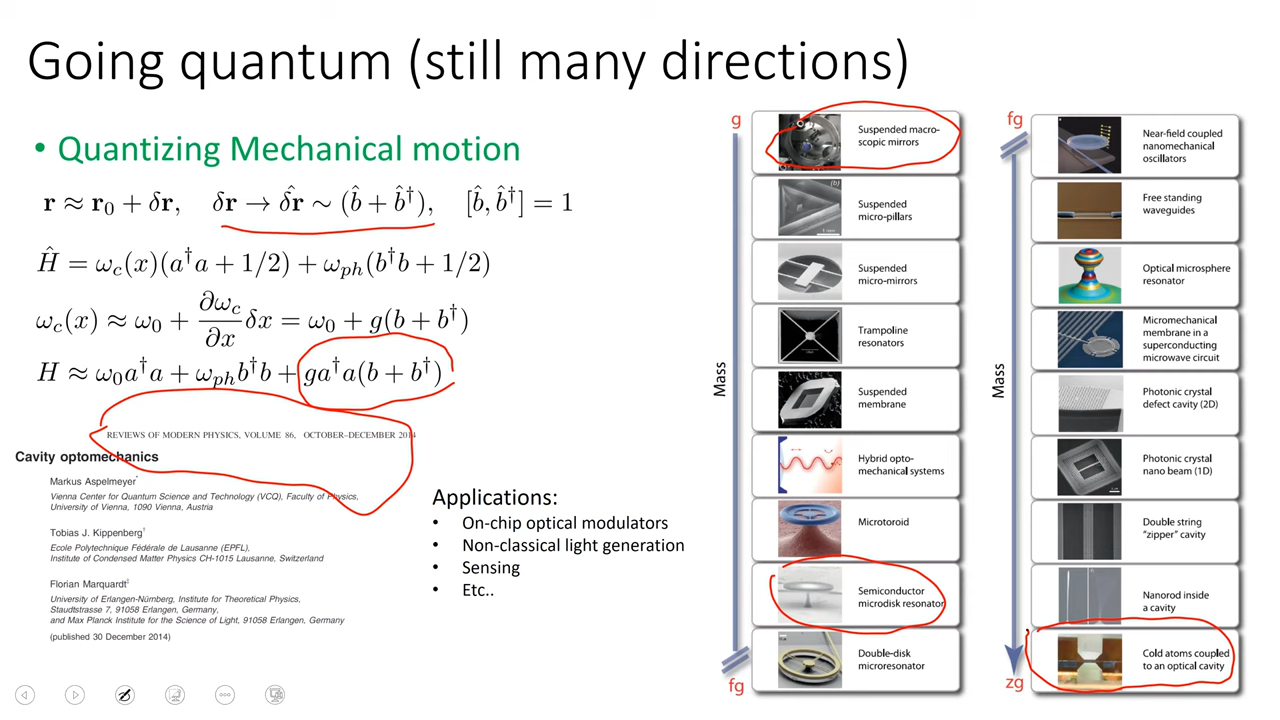 Going quantum (still many directions)
• Quantizing Mechanical motion
r ≈ r₀ + δr, δr → δr̂ ∼ (b̂ + b̂†), [b̂, b̂†] = 1
Ĥ = ω_c(x)(a†a + 1/2) + ω_ph(b†b + 1/2)
ω_c(x) ≈ ω₀ + ∂ω_c/∂x δx = ω₀ + g(b + b†)
H ≈ ω₀a†a + ω_ph b†b + ga†a(b + b†)
REVIEWS OF MODERN PHYSICS, VOLUME 86, OCTOBER–DECEMBER 2014
Cavity optomechanics
Markus Aspelmeyer*
Vienna Center for Quantum Science and Technology (VCQ), Faculty of Physics,
University of Vienna, 1090 Vienna, Austria
Tobias J. Kippenberg†
Ecole Polytechnique Fédérale de Lausanne (EPFL),
Institute of Condensed Matter Physics CH-1015 Lausanne, Switzerland
Florian Marquardt‡
University of Erlangen-Nürnberg, Institute for Theoretical Physics,
Staudtstrasse 7, 91058 Erlangen, Germany,
and Max Planck Institute for the Science of Light, 91058 Erlangen, Germany
(published 30 December 2014)
Applications:
• On-chip optical modulators
• Non-classical light generation
• Sensing
• Etc..
g
Mass
fg
Suspended macro-
scopic mirrors
(b)
Suspended
micro-pillars
Suspended
micro-mirrors
Trampoline
resonators
Suspended
membrane
Hybrid opto-
mechanical systems
Microtoroid
Semiconductor
microdisk resonator
Double-disk
microresonator
fg
Mass
zg
Near-field coupled
nanomechanical
oscillators
Free standing
waveguides
Optical microsphere
resonator
Micromechanical
membrane in a
superconducting
microwave circuit
Photonic crystal
defect cavity (2D)
Photonic crystal
nano beam (1D)
Double string
“zipper” cavity
Nanorod inside
a cavity
Cold atoms coupled
to an optical cavity